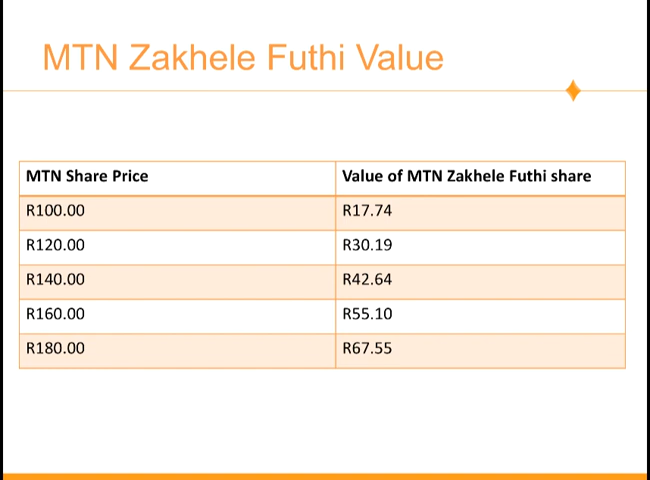 MTN Zakhele Futhi Value
MTN Share Price Value of MTN Zakhele Futhi share
R100.00 R17.74
R120.00 R30.19
R140.00 R42.64
R160.00 R55.10
R180.00 R67.55